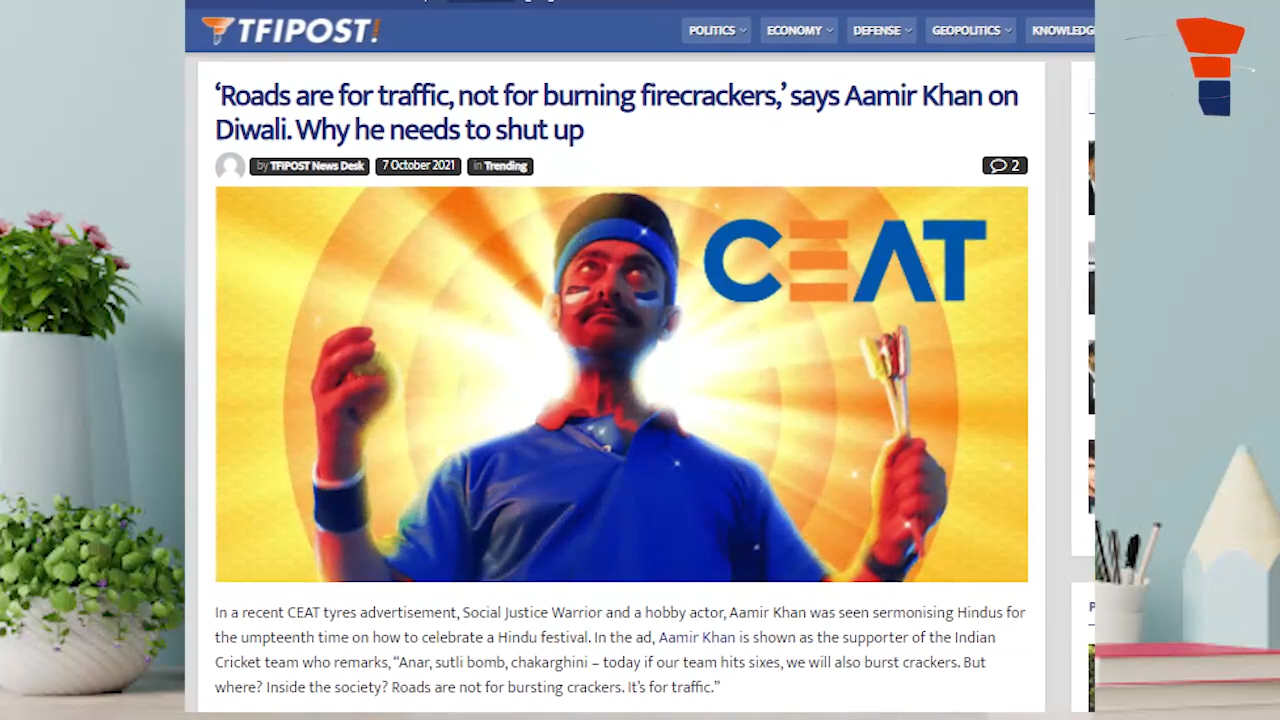 TFIPOST!
POLITICS
ECONOMY
DEFENSE
GEOPOLITICS
‘Roads are for traffic, not for burning firecrackers,’ says Aamir Khan on
Diwali. Why he needs to shut up
by TFIPOST News Desk
7 October 2021
in Trending
2
CEAT
In a recent CEAT tyres advertisement, Social Justice Warrior and a hobby actor, Aamir Khan was seen sermonising Hindus for
the umpteenth time on how to celebrate a Hindu festival. In the ad, Aamir Khan is shown as the supporter of the Indian
Cricket team who remarks, “Anar, sutli bomb, chakarghini – today if our team hits sixes, we will also burst crackers. But
where? Inside the society? Roads are not for bursting crackers. It’s for traffic.”